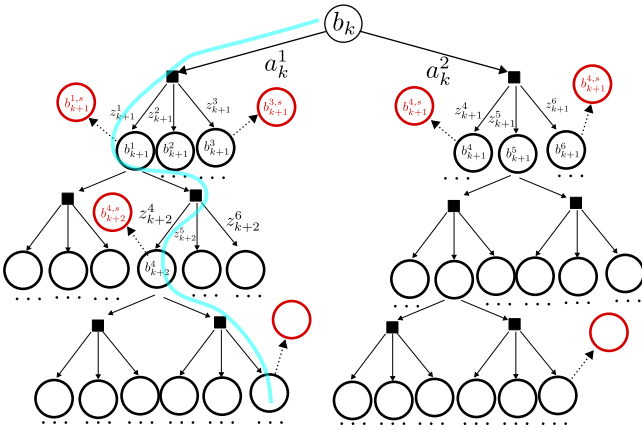 b_k
a_k^1 a_k^2
b_{k+1}^{1,s} z_{k+1}^1 z_{k+1}^2 z_{k+1}^3 b_{k+1}^{3,s} b_{k+1}^{4,s} z_{k+1}^4 z_{k+1}^5 z_{k+1}^6 b_{k+1}^{4,s}
b_{k+1}^1 b_{k+1}^2 b_{k+1}^3 b_{k+1}^4 b_{k+1}^5 b_{k+1}^6
b_{k+2}^{4,s} z_{k+2}^4 z_{k+2}^5 z_{k+2}^6
b_{k+2}^4